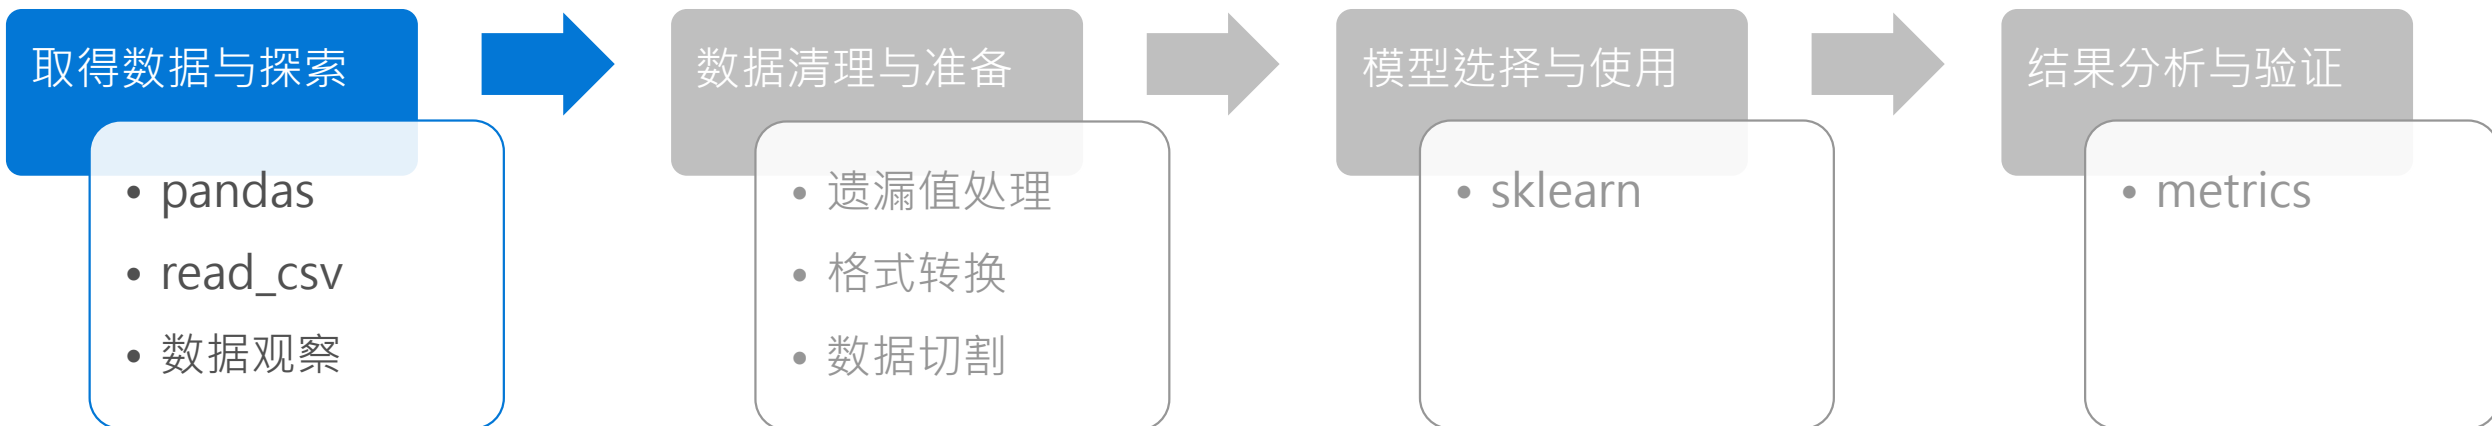 取得数据与探索
• pandas
• read_csv
• 数据观察
数据清理与准备
• 遗漏值处理
• 格式转换
• 数据切割
模型选择与使用
• sklearn
结果分析与验证
• metrics